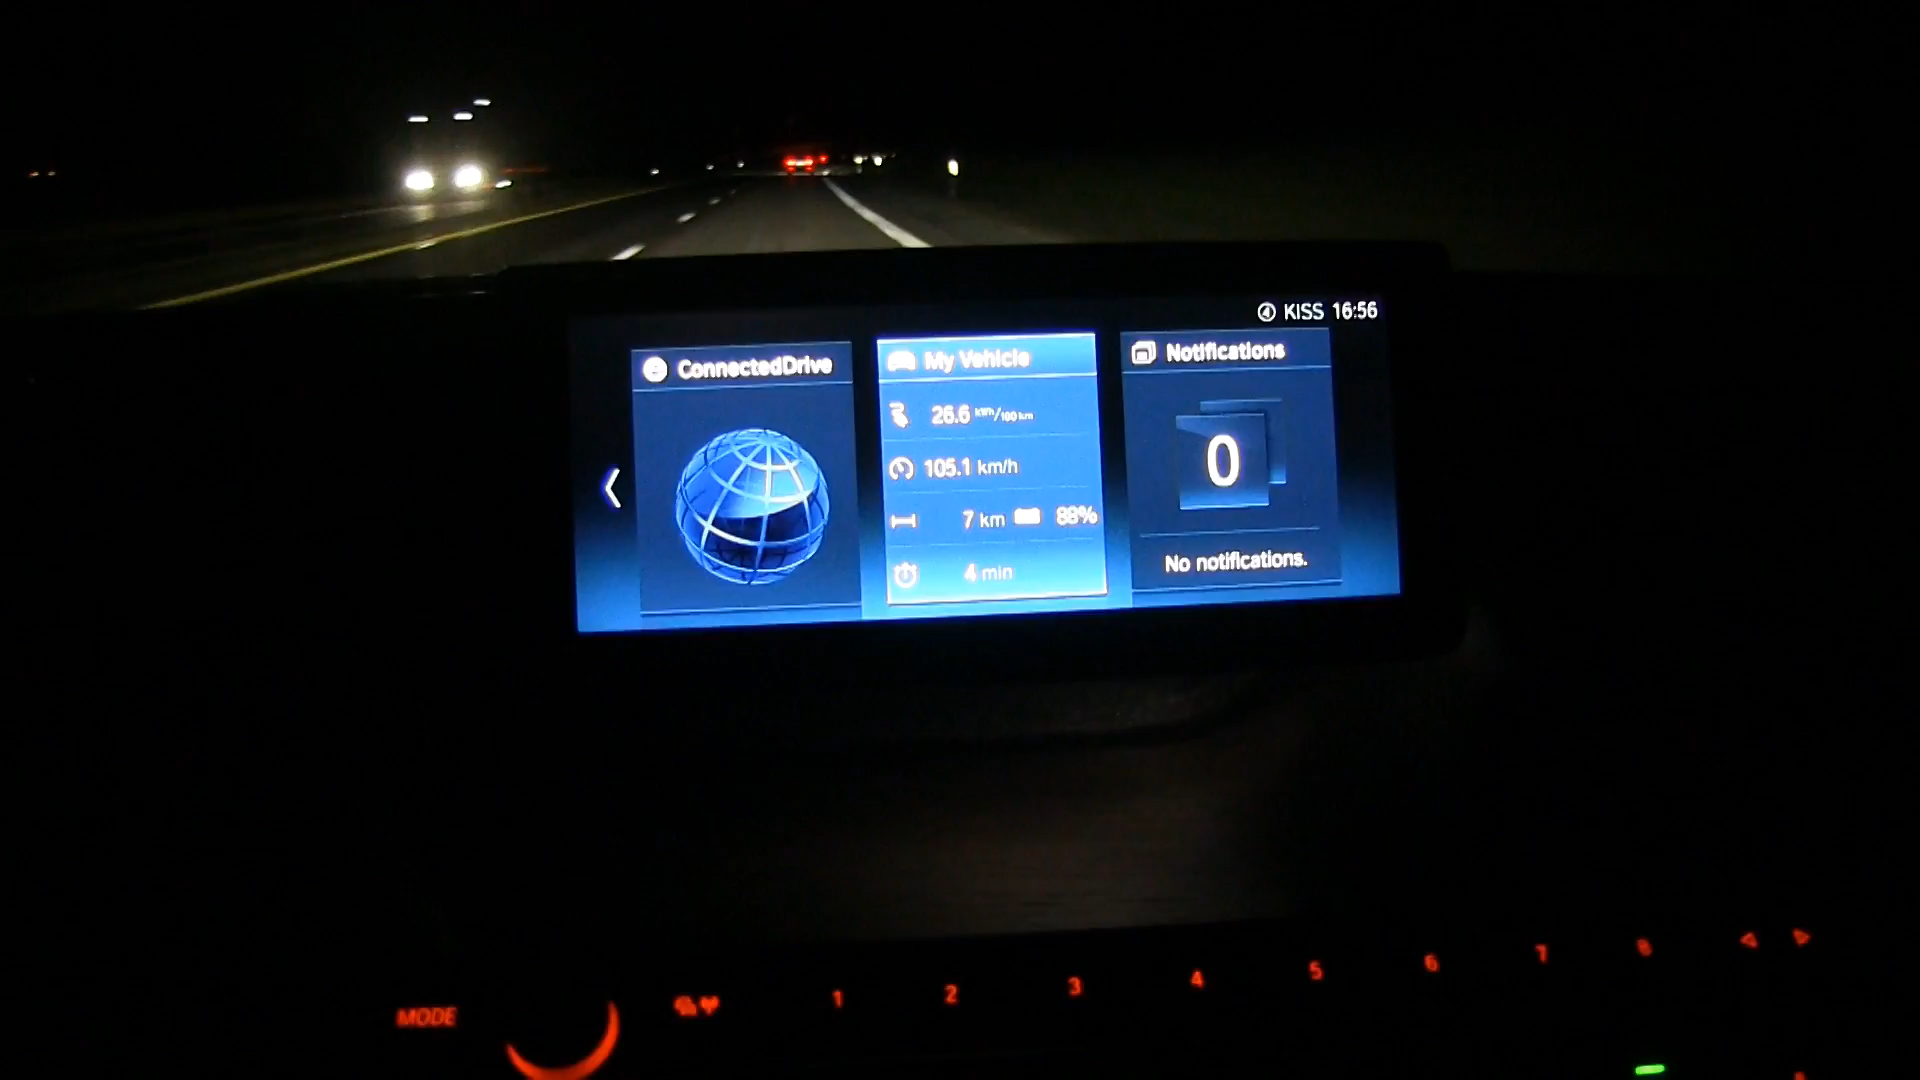 ④ KISS 16:56
ConnectedDrive
My Vehicle
26.6 kWh/100 km
105.1 km/h
7 km 88%
4 min
Notifications
0
No notifications.
MODE
1 2 3 4 5 6 7 8